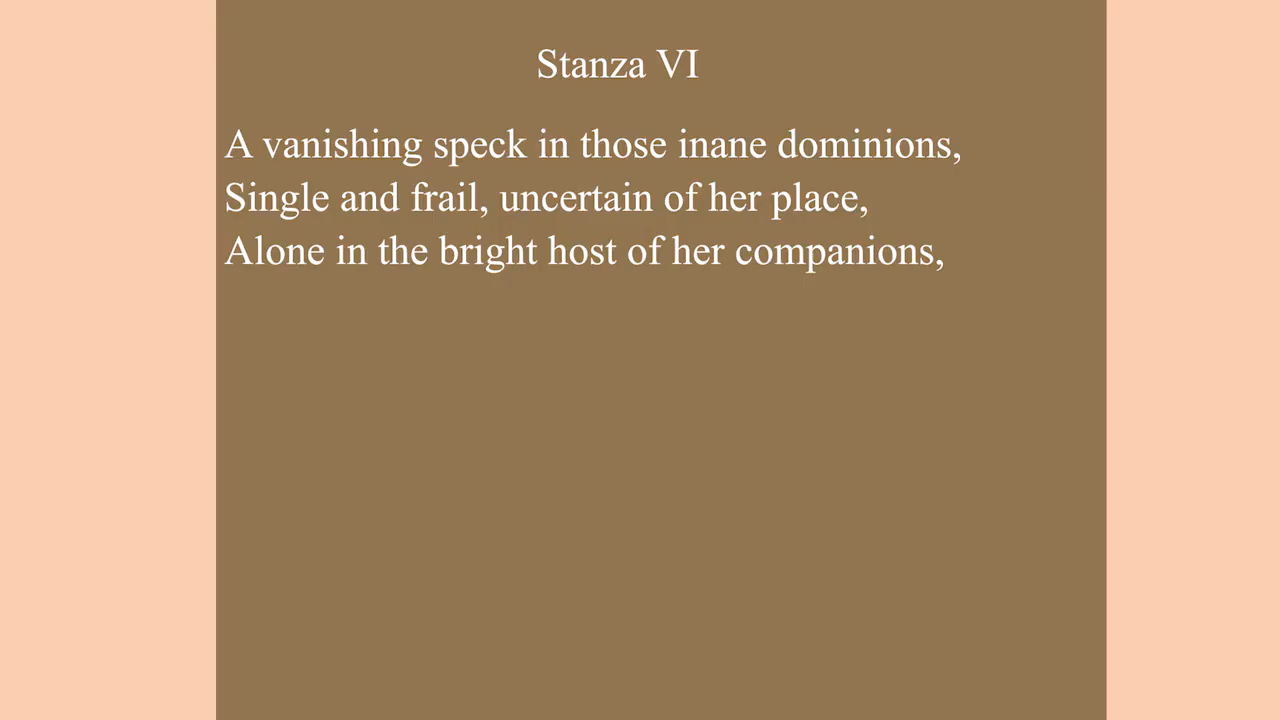 Stanza VI
A vanishing speck in those inane dominions,
Single and frail, uncertain of her place,
Alone in the bright host of her companions,